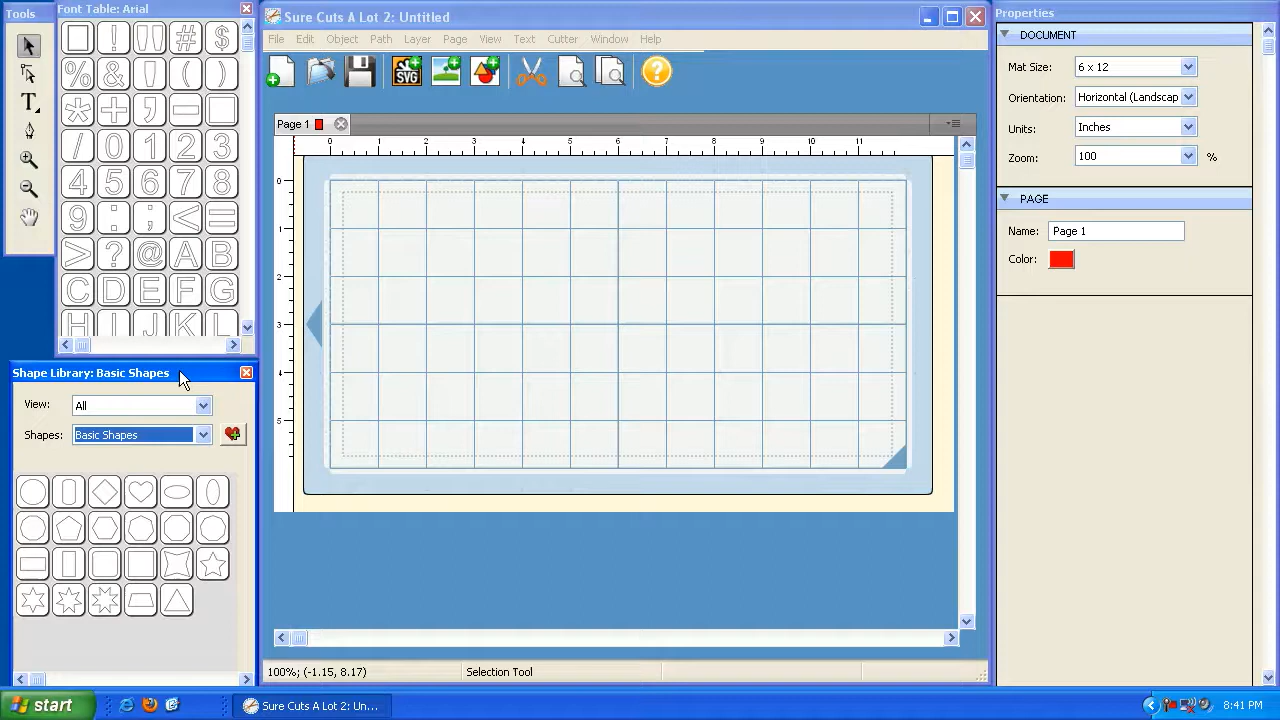 Tools
Font Table: Arial
! " # $
% & ' ( )
* + , -
/ 0 1 2 3
4 5 6 7 8
9 : ; < =
> ? @ A B
C D E F G
H I J K L
Shape Library: Basic Shapes
View: All
Shapes: Basic Shapes
Sure Cuts A Lot 2: Untitled
File Edit Object Path Layer Page View Text Cutter Window Help
SVG
?
Page 1
0 1 2 3 4 5 6 7 8 9 10 11
0
1
2
3
4
5
100%; (-1.15, 8.17)
Selection Tool
Properties
DOCUMENT
Mat Size: 6 x 12
Orientation: Horizontal (Landscap
Units: Inches
Zoom: 100 %
PAGE
Name: Page 1
Color:
start
Sure Cuts A Lot 2: Un...
8:41 PM